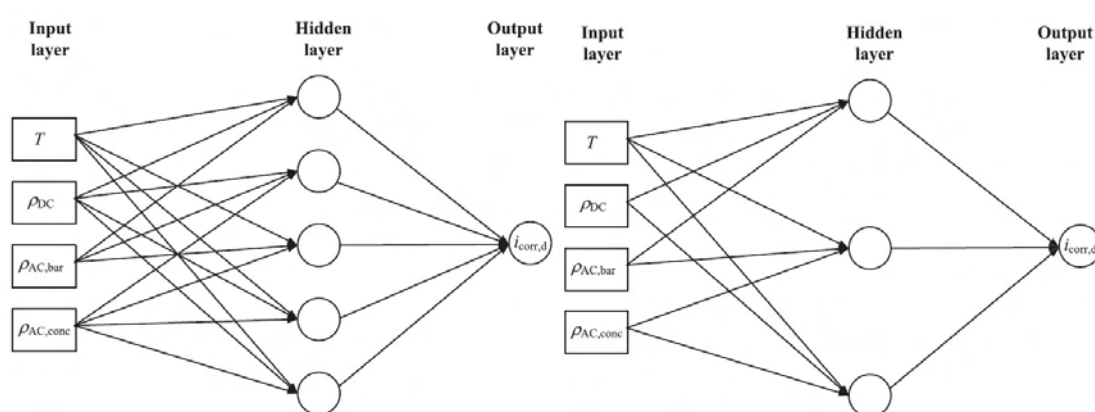 Input
layer
Hidden
layer
Output
layer
T
ρDC
ρAC,bar
ρAC,conc
icorr,d
Input
layer
Hidden
layer
Output
layer
T
ρDC
ρAC,bar
ρAC,conc
icorr,d